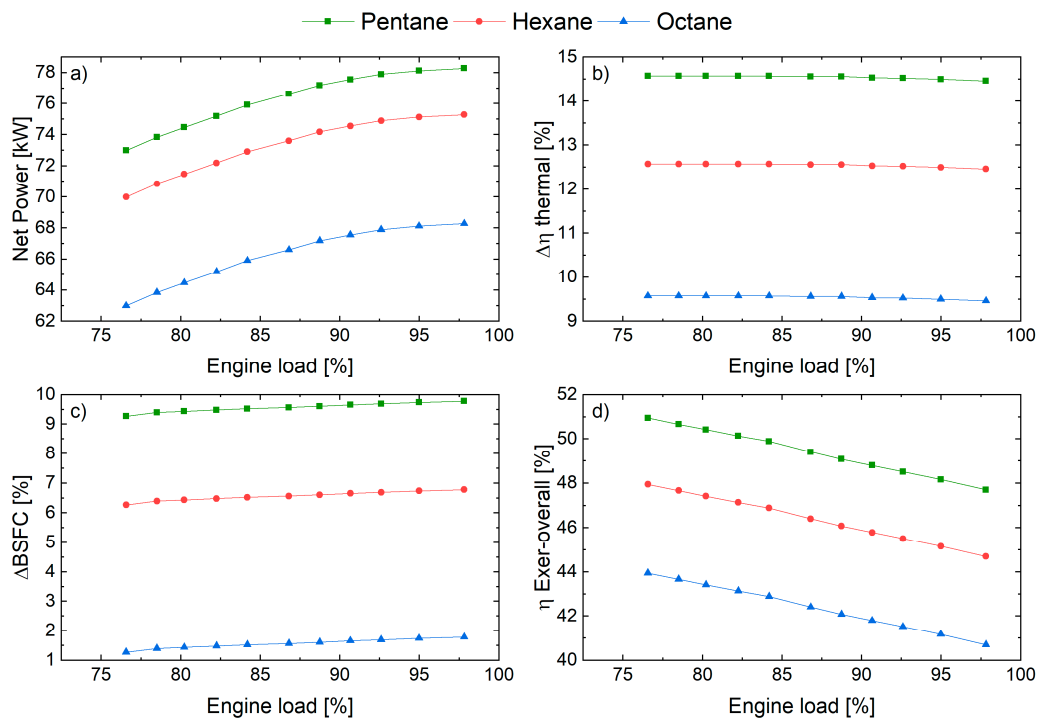 Pentane Hexane Octane
a)
Net Power [kW]
78
76
74
72
70
68
66
64
62
75 80 85 90 95 100
Engine load [%]
b)
Δη thermal [%]
15
14
13
12
11
10
9
75 80 85 90 95 100
Engine load [%]
c)
ΔBSFC [%]
10
9
8
7
6
5
4
3
2
1
75 80 85 90 95 100
Engine load [%]
d)
η Exer-overall [%]
52
50
48
46
44
42
40
75 80 85 90 95 100
Engine load [%]